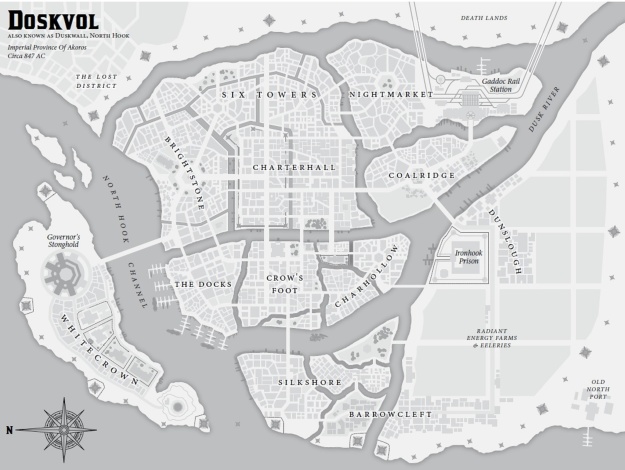 DOSKVOL
ALSO KNOWN AS DUSKWALL, NORTH HOOK
Imperial Province Of Akoros
Circa 847 AC
DEATH LANDS
THE LOST
DISTRICT
SIX TOWERS
NIGHTMARKET
Gaddoc Rail
Station
DUSK RIVER
BRIGHTSTONE
CHARTERHALL
COALRIDGE
NORTH HOOK
CHANNEL
Governor's
Stonghold
DUNSLOUGH
Ironhook
Prison
THE DOCKS
CROW'S
FOOT
CHARHOLLOW
WHITECROWN
RADIANT
ENERGY FARMS
& EELERIES
SILKSHORE
BARROWCLEFT
OLD
NORTH
PORT
N